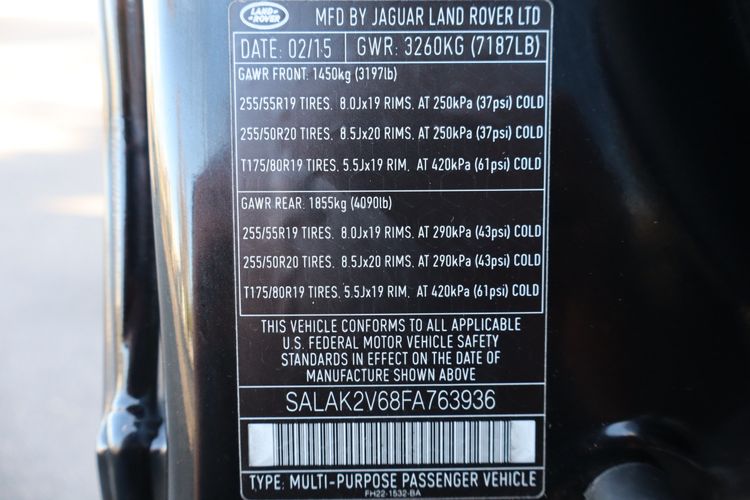 LAND ROVER MFD BY JAGUAR LAND ROVER LTD
DATE: 02/15 GWR: 3260KG (7187LB)
GAWR FRONT: 1450kg (3197lb)
255/55R19 TIRES. 8.0Jx19 RIMS. AT 250kPa (37psi) COLD
255/50R20 TIRES. 8.5Jx20 RIMS. AT 250kPa (37psi) COLD
T175/80R19 TIRES. 5.5Jx19 RIM. AT 420kPa (61psi) COLD
GAWR REAR: 1855kg (4090lb)
255/55R19 TIRES. 8.0Jx19 RIMS. AT 290kPa (43psi) COLD
255/50R20 TIRES. 8.5Jx20 RIMS. AT 290kPa (43psi) COLD
T175/80R19 TIRES. 5.5Jx19 RIM. AT 420kPa (61psi) COLD
THIS VEHICLE CONFORMS TO ALL APPLICABLE
U.S. FEDERAL MOTOR VEHICLE SAFETY
STANDARDS IN EFFECT ON THE DATE OF
MANUFACTURE SHOWN ABOVE
SALAK2V68FA763936
TYPE: MULTI-PURPOSE PASSENGER VEHICLE
FH22-1532-BA